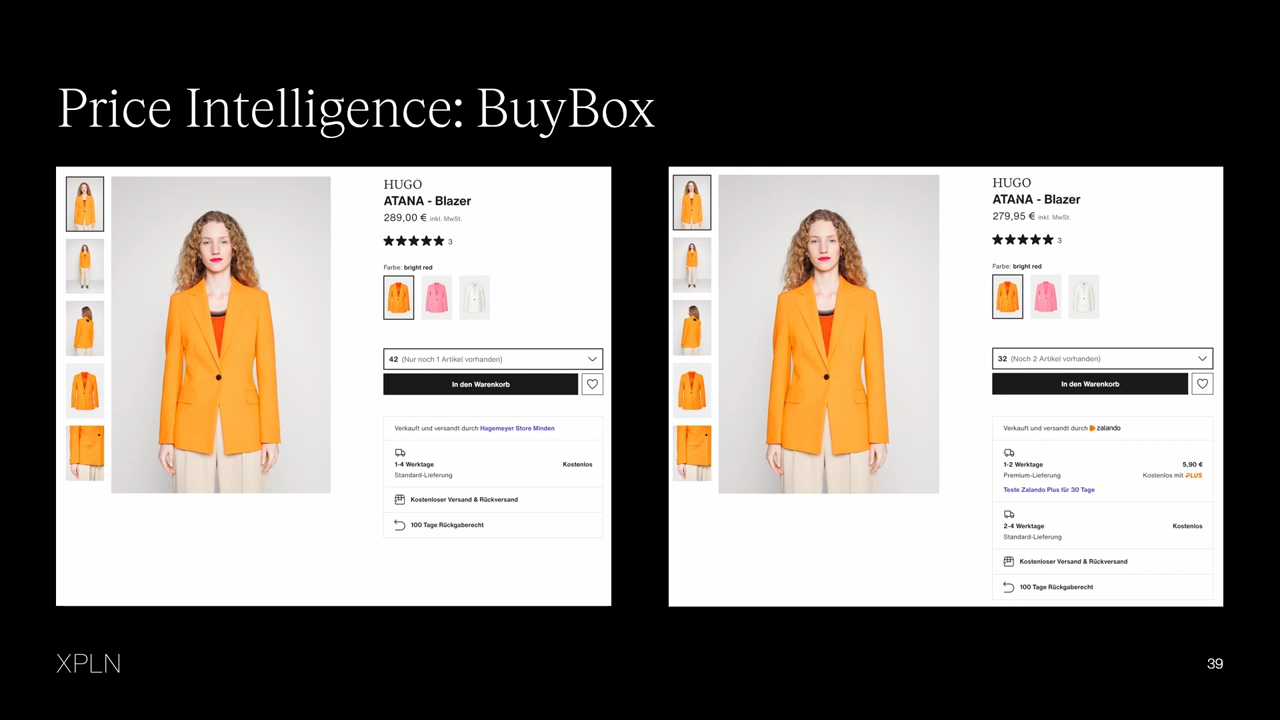 Price Intelligence: BuyBox
HUGO
ATANA - Blazer
289,00 € inkl. MwSt.
3
Farbe: bright red
42 (Nur noch 1 Artikel vorhanden)
In den Warenkorb
Verkauft und versandt durch Hagemeyer Store Minden
1-4 Werktage Kostenlos
Standard-Lieferung
Kostenloser Versand & Rückversand
100 Tage Rückgaberecht
HUGO
ATANA - Blazer
279,95 € inkl. MwSt.
3
Farbe: bright red
32 (Noch 2 Artikel vorhanden)
In den Warenkorb
Verkauft und versandt durch zalando
1-2 Werktage 5,90 €
Premium-Lieferung Kostenlos mit PLUS
Teste Zalando Plus für 30 Tage
2-4 Werktage Kostenlos
Standard-Lieferung
Kostenloser Versand & Rückversand
100 Tage Rückgaberecht
XPLN
39